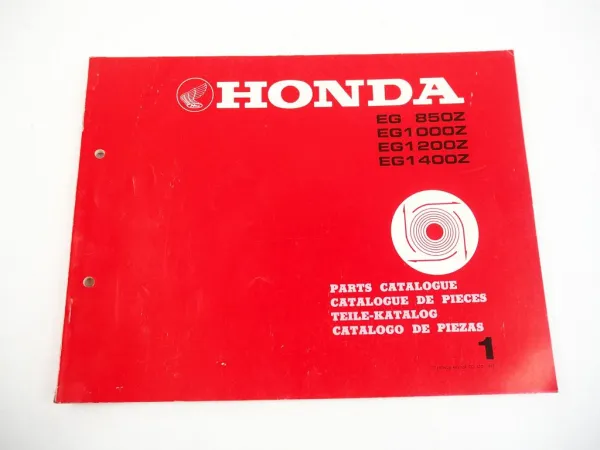 HONDA
EG 850Z
EG1000Z
EG1200Z
EG1400Z
PARTS CATALOGUE
CATALOGUE DE PIECES
TEILE-KATALOG
CATALOGO DE PIEZAS
1